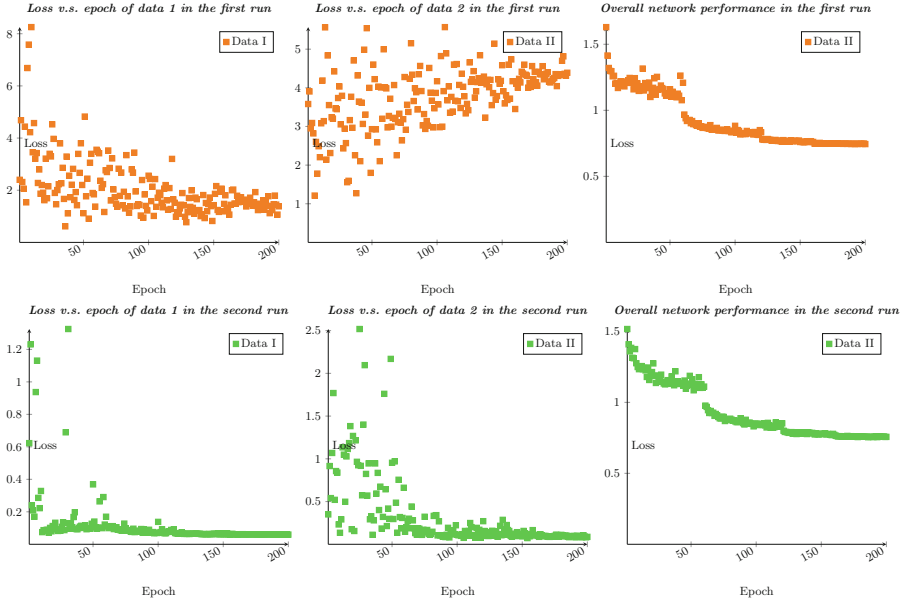 Loss v.s. epoch of data 1 in the first run
8
6
4
2
Loss
Data I
50
100
150
200
Epoch
Loss v.s. epoch of data 2 in the first run
5
4
3
2
1
Loss
Data II
50
100
150
200
Epoch
Overall network performance in the first run
1.5
1
0.5
Loss
Data II
50
100
150
200
Epoch
Loss v.s. epoch of data 1 in the second run
1.2
1
0.8
0.6
0.4
0.2
Loss
Data I
50
100
150
200
Epoch
Loss v.s. epoch of data 2 in the second run
2.5
2
1.5
1
0.5
Loss
Data II
50
100
150
200
Epoch
Overall network performance in the second run
1.5
1
0.5
Loss
Data II
50
100
150
200
Epoch